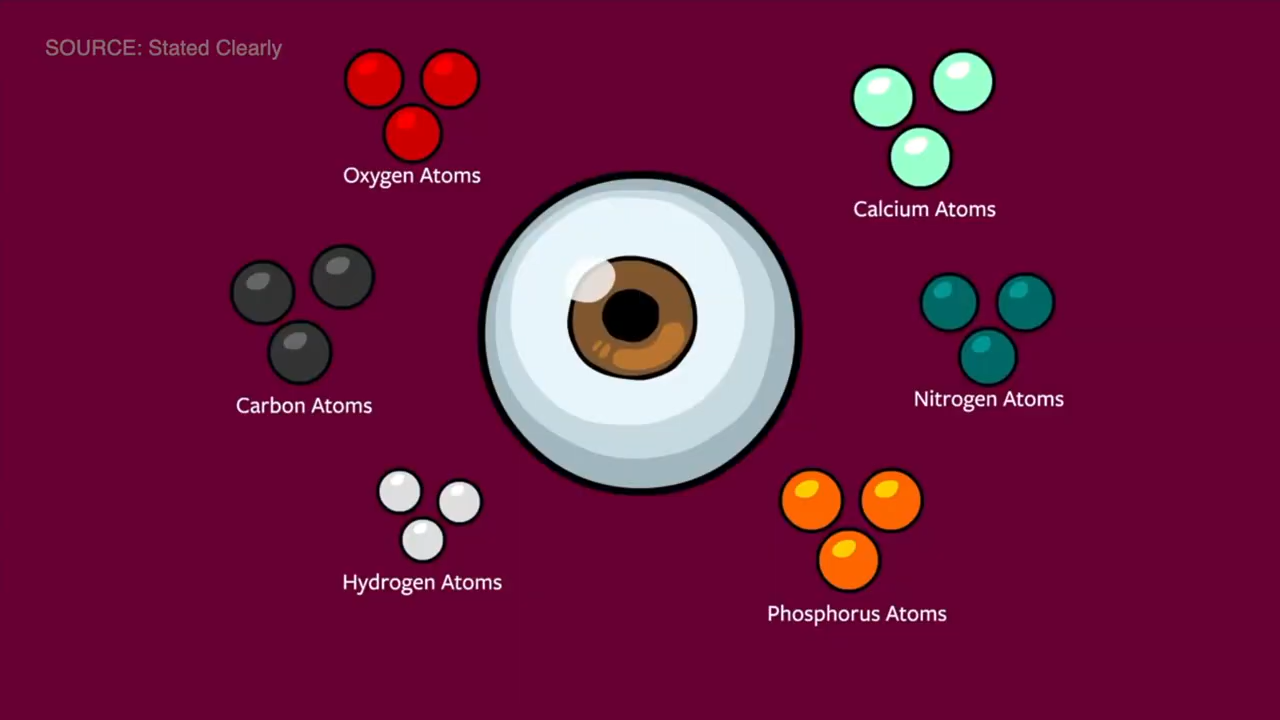 SOURCE: Stated Clearly
Oxygen Atoms
Calcium Atoms
Carbon Atoms
Nitrogen Atoms
Hydrogen Atoms
Phosphorus Atoms